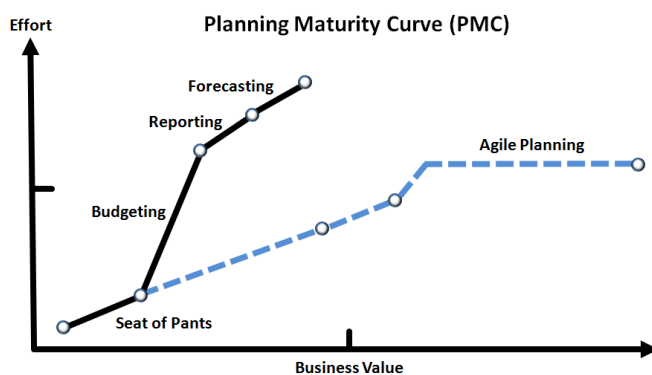 Planning Maturity Curve (PMC)
Effort
Forecasting
Reporting
Agile Planning
Budgeting
Seat of Pants
Business Value